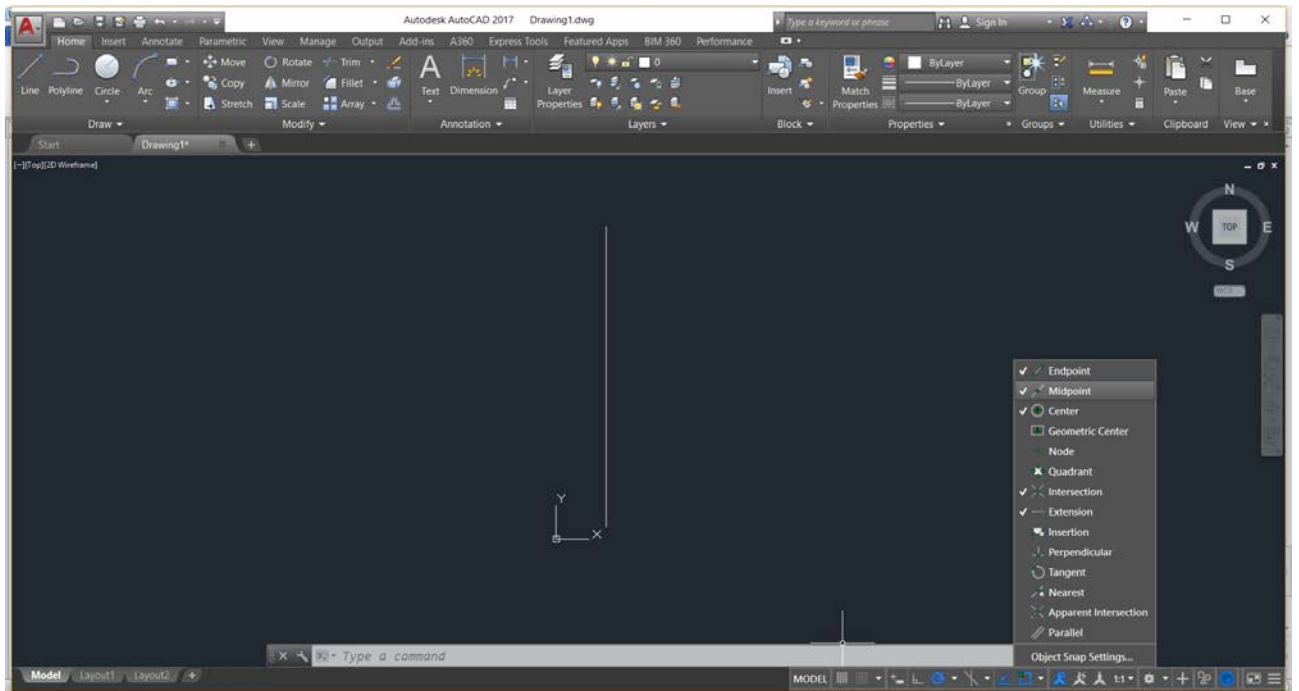 Autodesk AutoCAD 2017 Drawing1.dwg
Type a keyword or phrase
Sign In
Home Insert Annotate Parametric View Manage Output Add-ins A360 Express Tools Featured Apps BIM 360 Performance
Move Rotate Trim
Line Polyline Circle Arc
Copy Mirror Fillet
Stretch Scale Array
Text Dimension
Layer Properties
0
Insert
Match Properties
ByLayer
ByLayer
ByLayer
Group
Measure
Paste
Base
Draw Modify Annotation Layers Block Properties Groups Utilities Clipboard View
Start Drawing1* +
[-][Top][2D Wireframe]
N
W TOP E
S
WCS
Endpoint
Midpoint
Center
Geometric Center
Node
Quadrant
Intersection
Extension
Insertion
Perpendicular
Tangent
Nearest
Apparent Intersection
Parallel
Object Snap Settings...
Y
X
Type a command
Model Layout1 Layout2 +
MODEL
1:1